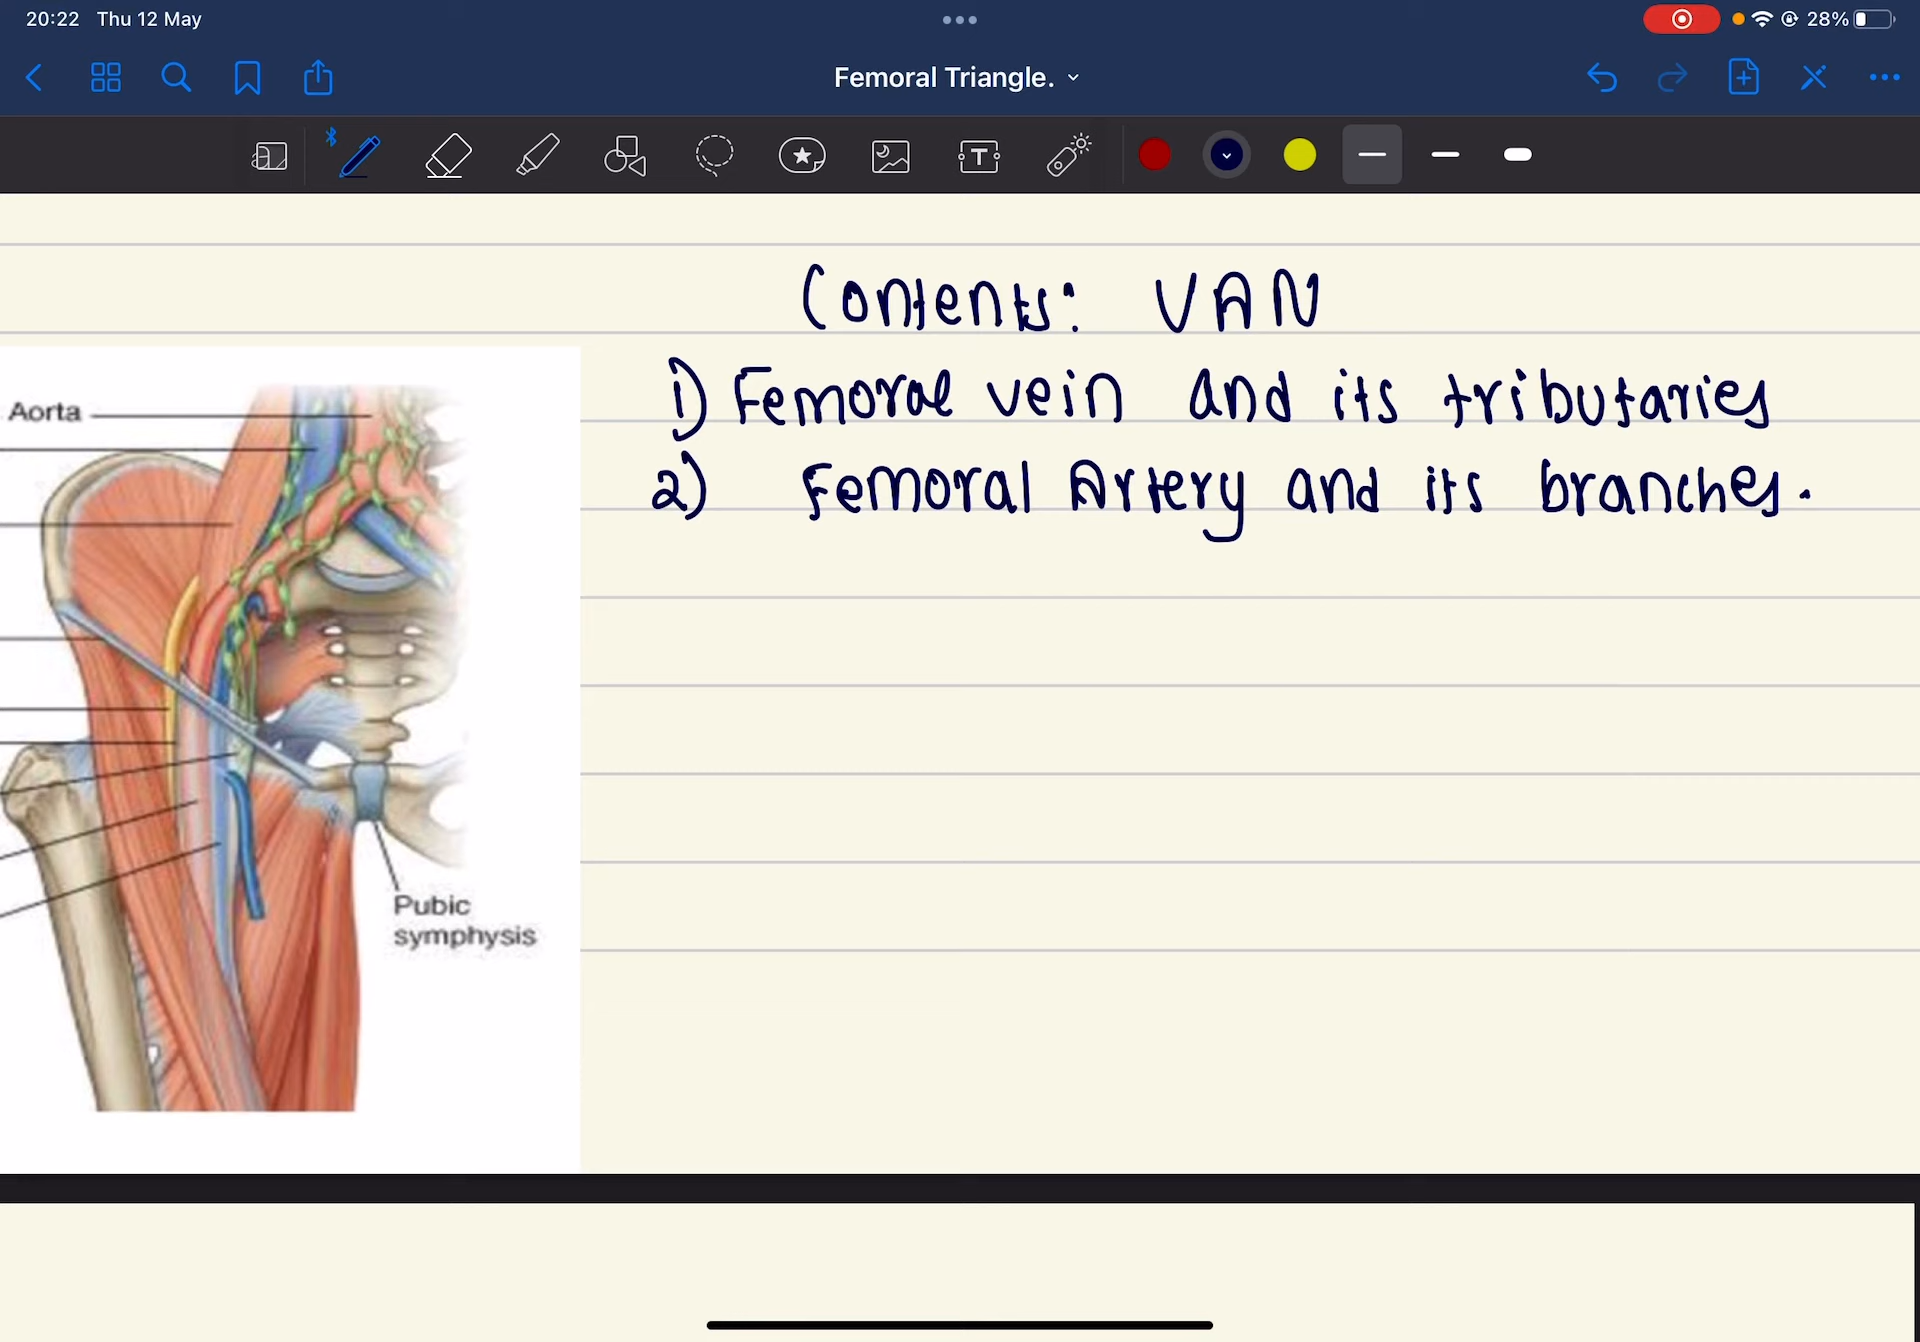 20:22 Thu 12 May
28%
Femoral Triangle.
T
Contents: VAN
Aorta
1) Femoral vein and its tributaries
2) Femoral Artery and its branches.
Pubic
symphysis